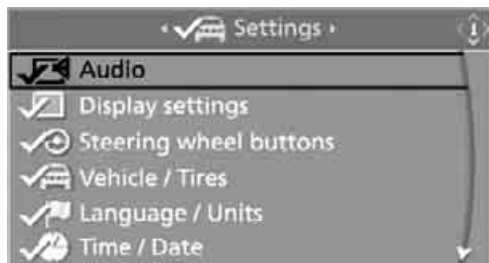 Settings
Audio
Display settings
Steering wheel buttons
Vehicle / Tires
Language / Units
Time / Date